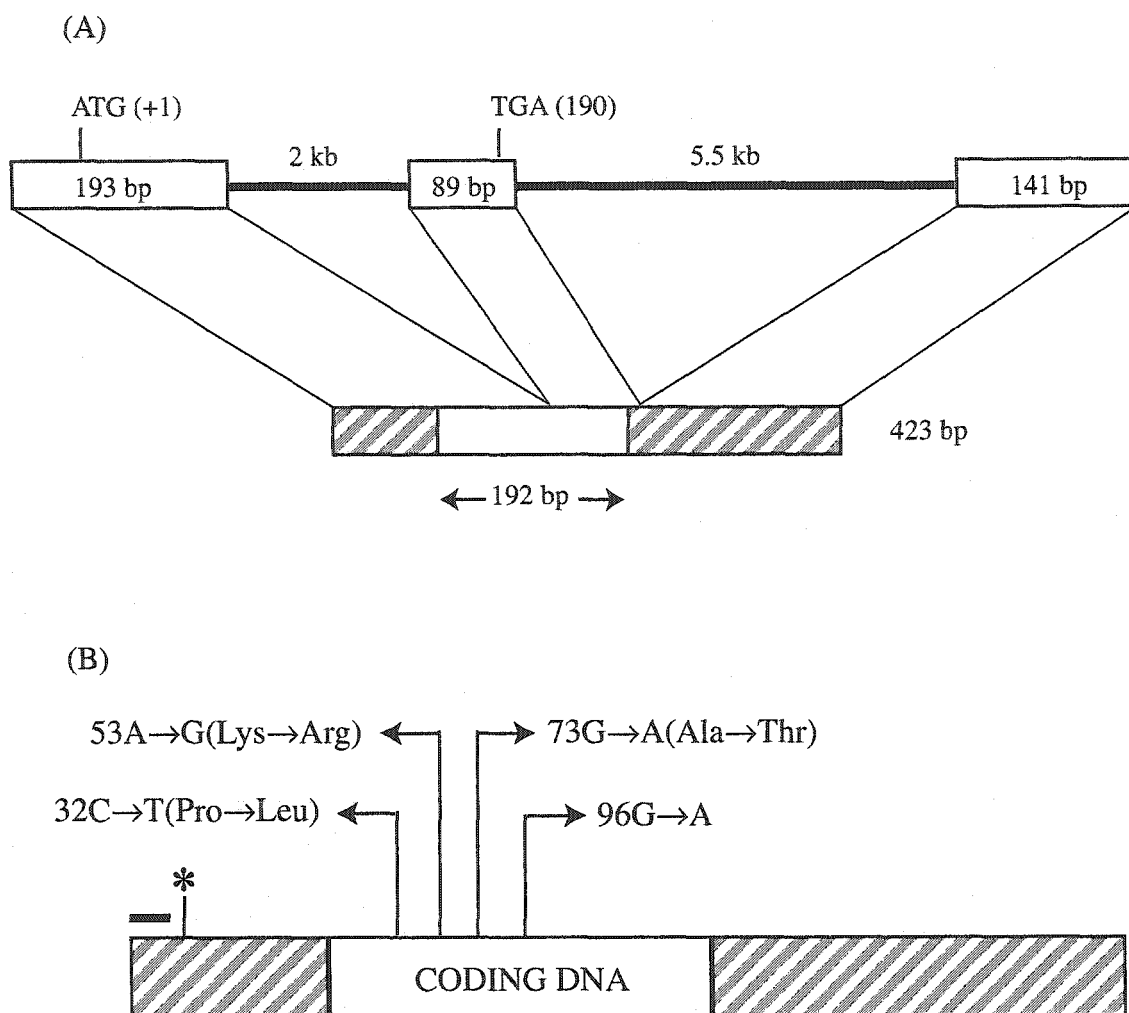 (A)
ATG (+1)
TGA (190)
2 kb
5.5 kb
193 bp
89 bp
141 bp
423 bp
192 bp
(B)
53A→G(Lys→Arg)
73G→A(Ala→Thr)
32C→T(Pro→Leu)
96G→A
*
CODING DNA